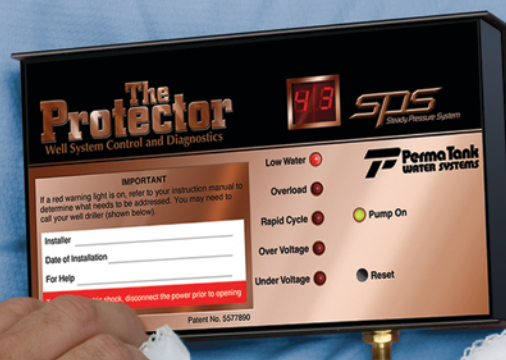 The
Protector
Well System Control and Diagnostics
43
SPS
Steady Pressure System
PermaTank
WATER SYSTEMS
IMPORTANT
If a red warning light is on, refer to your instruction manual to
determine what needs to be addressed. You may need to
call your well driller (shown below).
Installer
Date of Installation
For Help
shock, disconnect the power prior to opening
Patent No. 5577890
Low Water
Overload
Rapid Cycle
Over Voltage
Under Voltage
Pump On
Reset